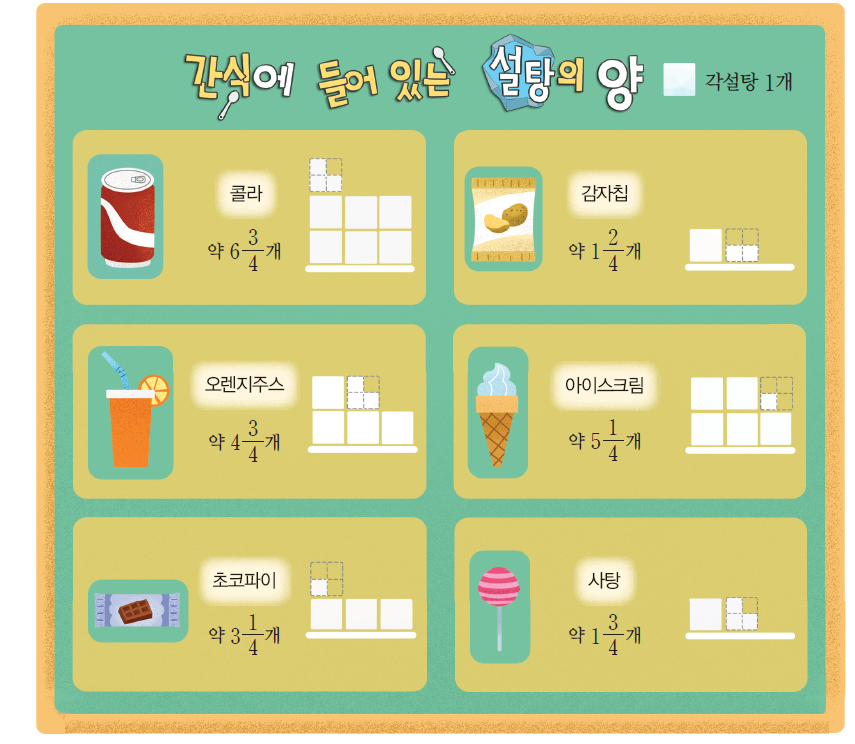 간식에 들어 있는 설탕의 양
각설탕 1개
콜라
약 6 3/4 개
감자칩
약 1 2/4 개
오렌지주스
약 4 3/4 개
아이스크림
약 5 1/4 개
초코파이
약 3 1/4 개
사탕
약 1 3/4 개